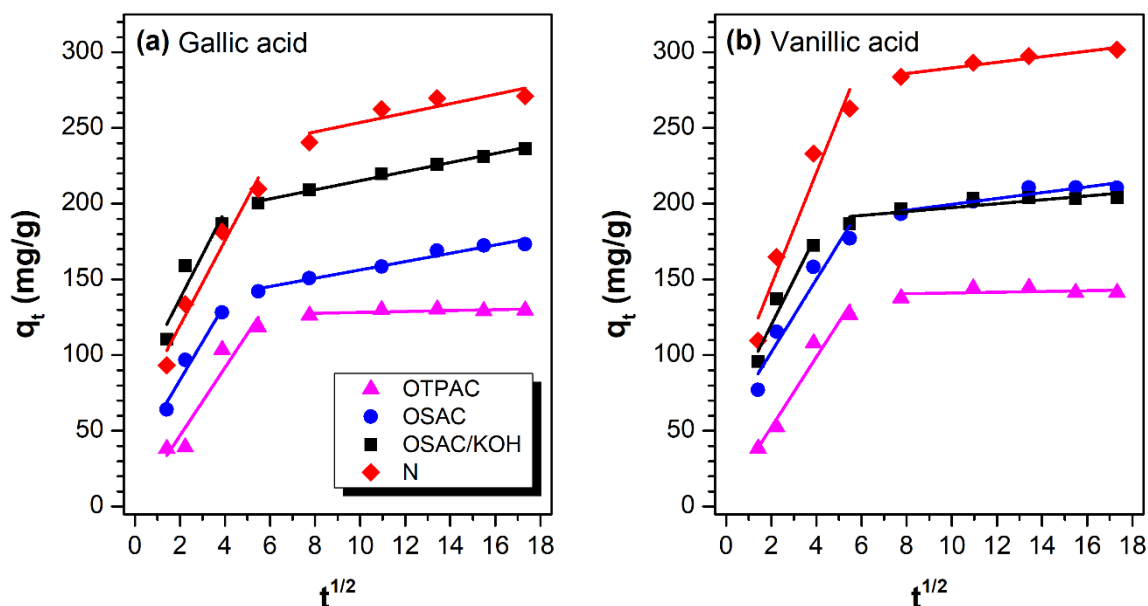 (a) Gallic acid
300
250
200
150
100
50
0
q_t (mg/g)
OTPAC
OSAC
OSAC/KOH
N
0 2 4 6 8 10 12 14 16 18
t^1/2
(b) Vanillic acid
300
250
200
150
100
50
0
q_t (mg/g)
0 2 4 6 8 10 12 14 16 18
t^1/2